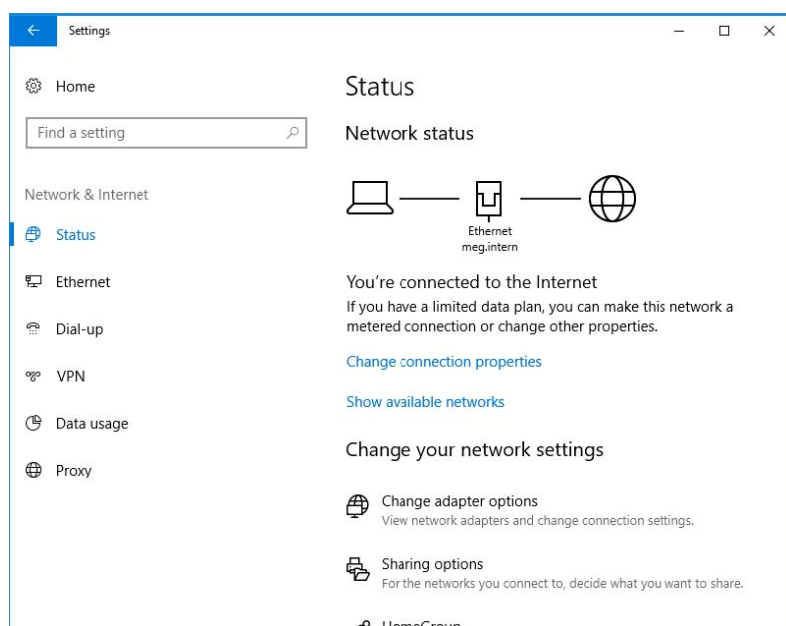 Settings
Home
Find a setting
Network & Internet
Status
Ethernet
Dial-up
VPN
Data usage
Proxy
Status
Network status
Ethernet
meg.intern
You're connected to the Internet
If you have a limited data plan, you can make this network a
metered connection or change other properties.
Change connection properties
Show available networks
Change your network settings
Change adapter options
View network adapters and change connection settings.
Sharing options
For the networks you connect to, decide what you want to share.
HomeGroup